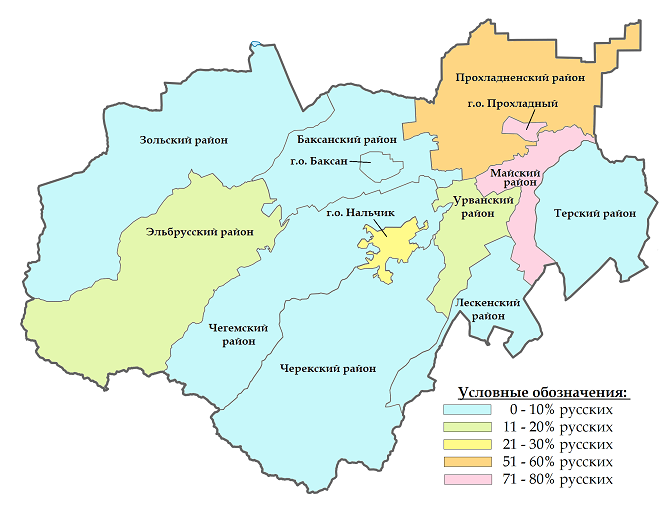 Прохладненский район
г.о. Прохладный
Зольский район
Баксанский район
г.о. Баксан
Майский
район
Урванский
район
г.о. Нальчик
Терский район
Эльбрусский район
Лескенский
район
Чегемский
район
Черекский район
Условные обозначения:
0 - 10% русских
11 - 20% русских
21 - 30% русских
51 - 60% русских
71 - 80% русских